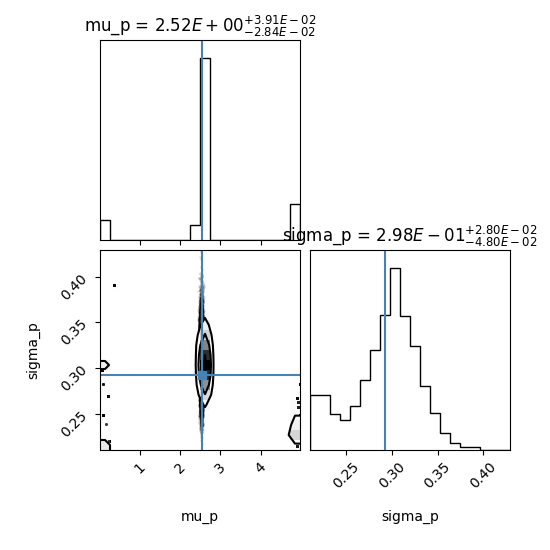 mu_p = 2.52E + 00 +3.91E − 02 −2.84E − 02
sigma_p = 2.98E − 01 +2.80E − 02 −4.80E − 02
sigma_p
0.40
0.35
0.30
0.25
1 2 3 4
mu_p
0.25 0.30 0.35 0.40
sigma_p